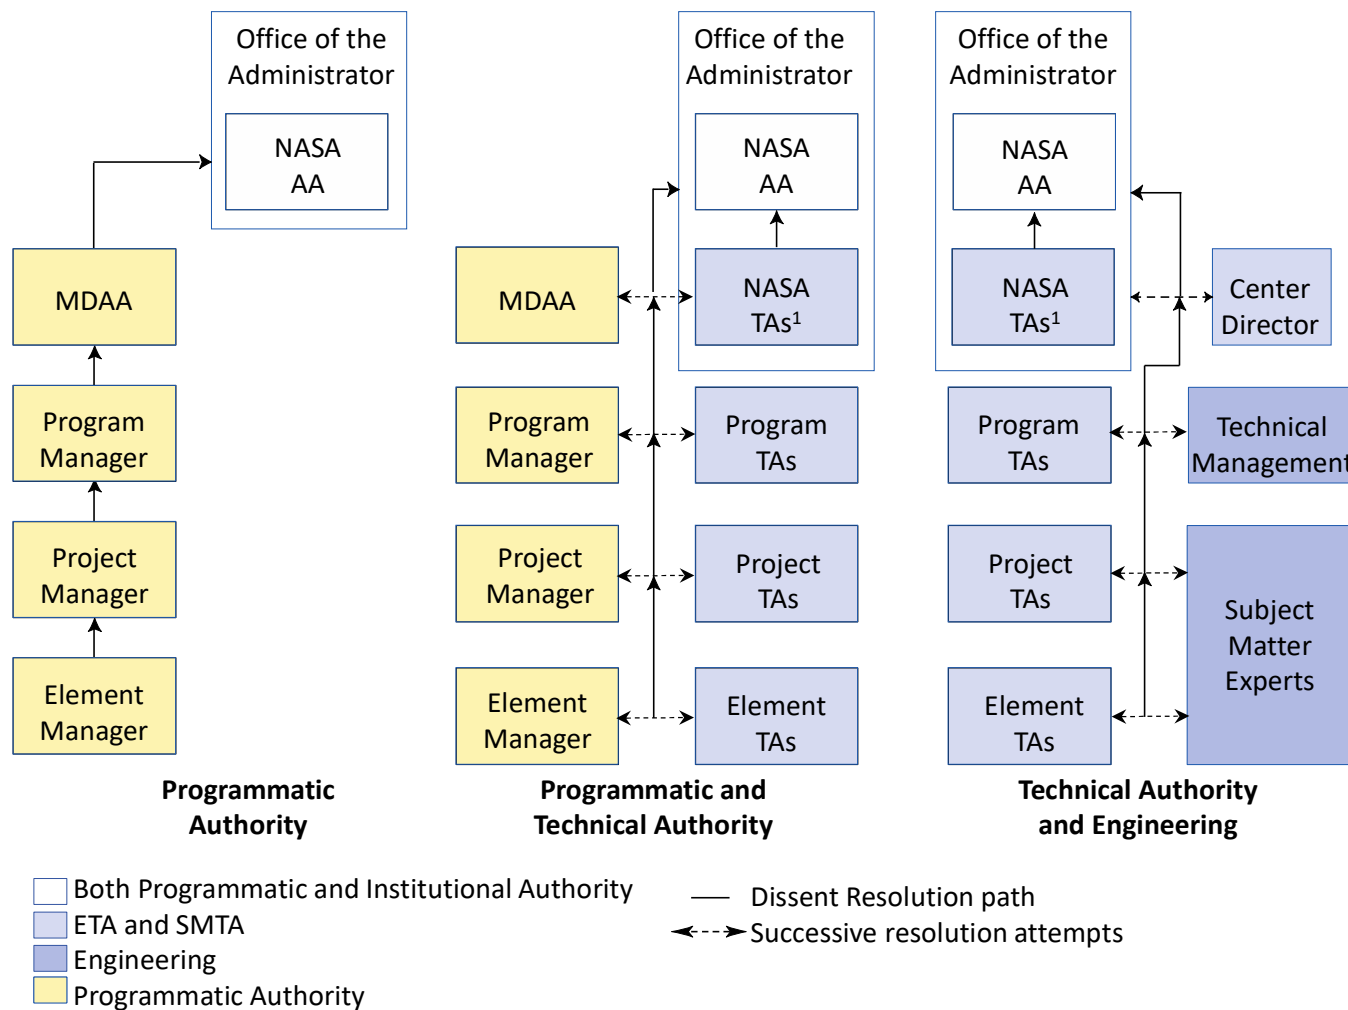 Office of the
Administrator
NASA
AA
MDAA
Program
Manager
Project
Manager
Element
Manager
Programmatic
Authority
Office of the
Administrator
NASA
AA
MDAA
NASA
TAs¹
Program
Manager
Program
TAs
Project
Manager
Project
TAs
Element
Manager
Element
TAs
Programmatic and
Technical Authority
Office of the
Administrator
NASA
AA
NASA
TAs¹
Center
Director
Program
TAs
Technical
Management
Project
TAs
Subject
Matter
Experts
Element
TAs
Technical Authority
and Engineering
Both Programmatic and Institutional Authority
ETA and SMTA
Engineering
Programmatic Authority
Dissent Resolution path
Successive resolution attempts